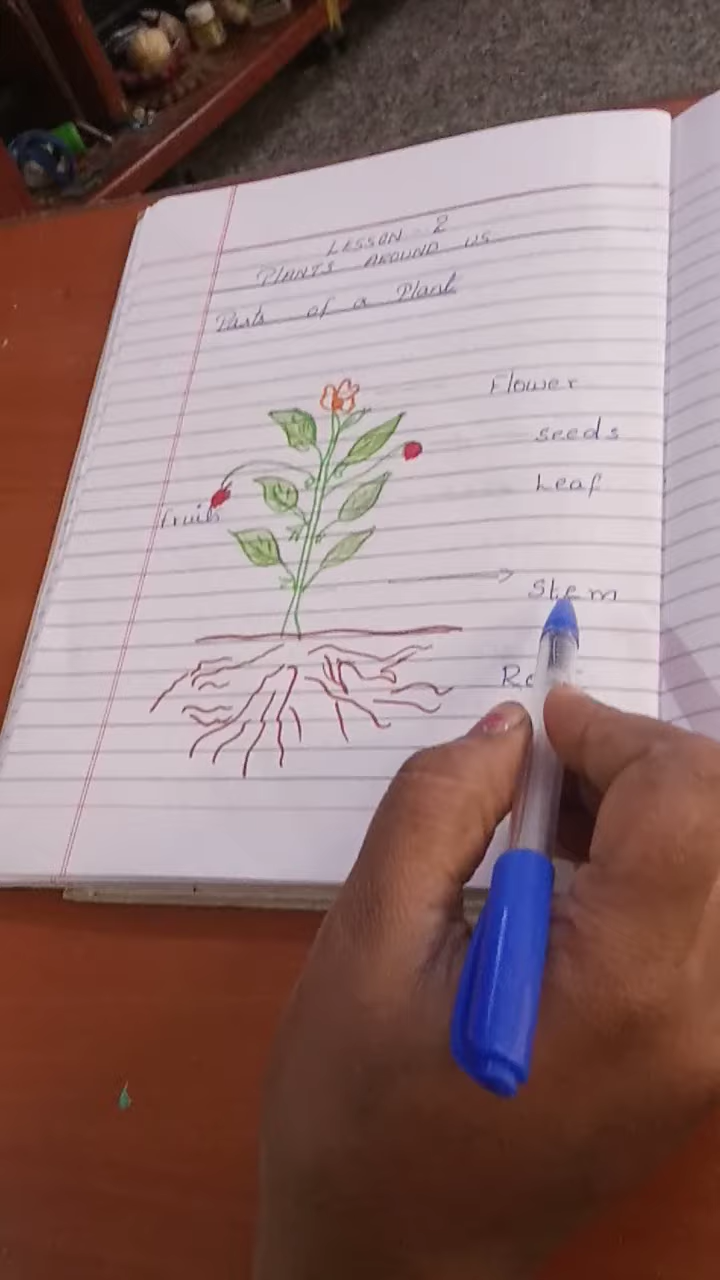 LESSON - 2
PLANTS AROUND US
Parts of a Plant
Flower
seeds
Leaf
Fruits
Stem